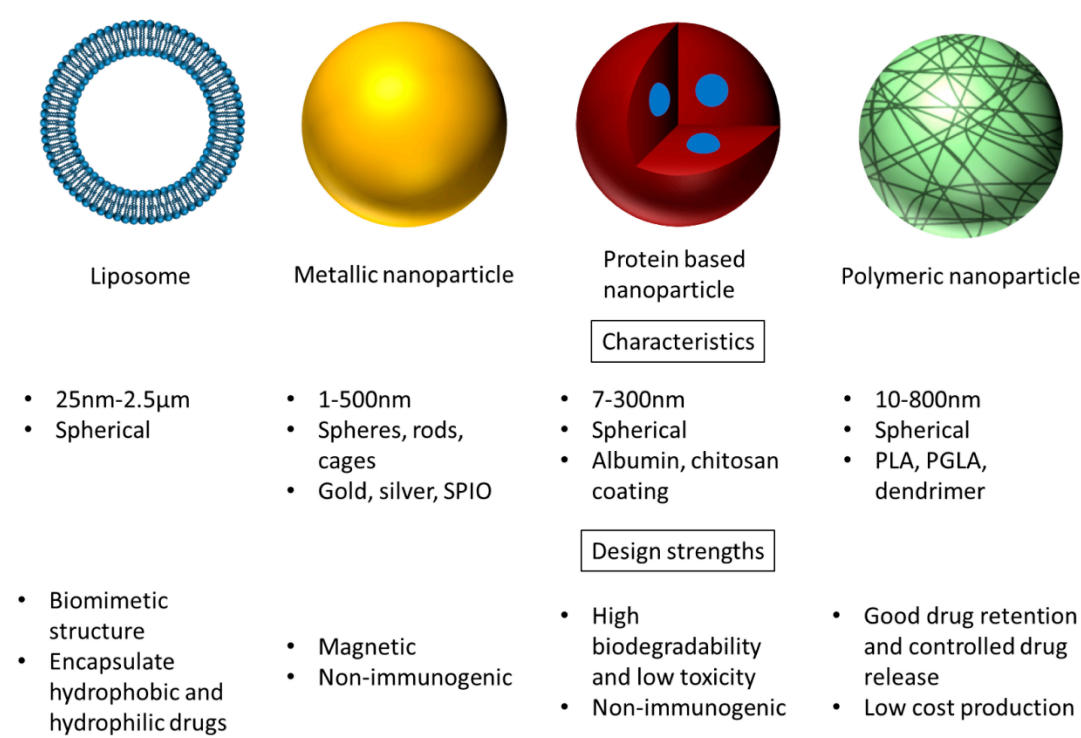 Liposome
Metallic nanoparticle
Protein based
nanoparticle
Polymeric nanoparticle
Characteristics
• 25nm-2.5µm
• Spherical
• 1-500nm
• Spheres, rods,
cages
• Gold, silver, SPIO
• 7-300nm
• Spherical
• Albumin, chitosan
coating
• 10-800nm
• Spherical
• PLA, PGLA,
dendrimer
Design strengths
• Biomimetic
structure
• Encapsulate
hydrophobic and
hydrophilic drugs
• Magnetic
• Non-immunogenic
• High
biodegradability
and low toxicity
• Non-immunogenic
• Good drug retention
and controlled drug
release
• Low cost production